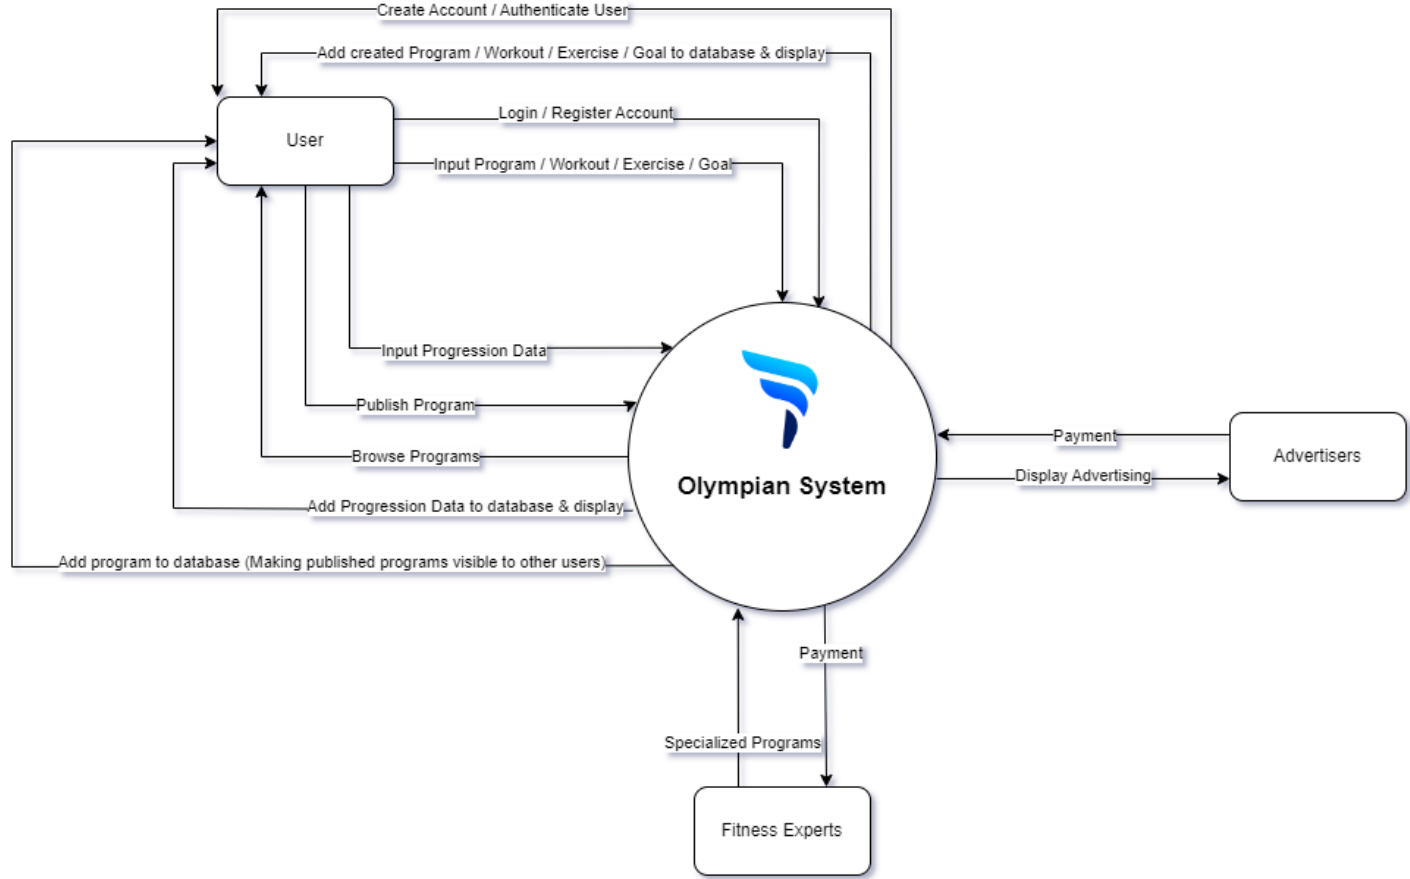 Create Account / Authenticate User
Add created Program / Workout / Exercise / Goal to database & display
Login / Register Account
User
Input Program / Workout / Exercise / Goal
Input Progression Data
Publish Program
Payment
Browse Programs
Advertisers
Display Advertising
Olympian System
Add Progression Data to database & display
Add program to database (Making published programs visible to other users)
Payment
Specialized Programs
Fitness Experts